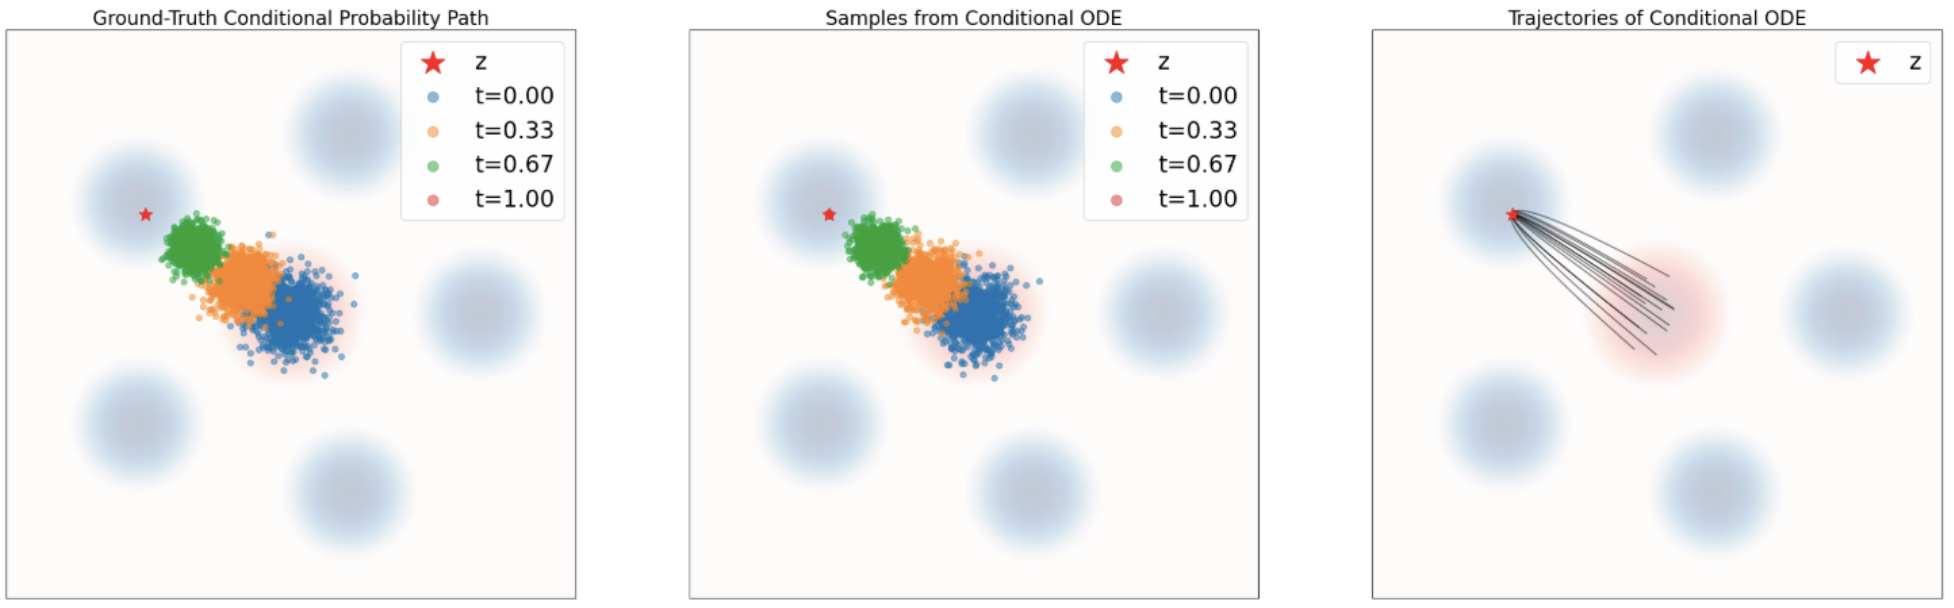 Ground-Truth Conditional Probability Path
z
t=0.00
t=0.33
t=0.67
t=1.00
Samples from Conditional ODE
z
t=0.00
t=0.33
t=0.67
t=1.00
Trajectories of Conditional ODE
z